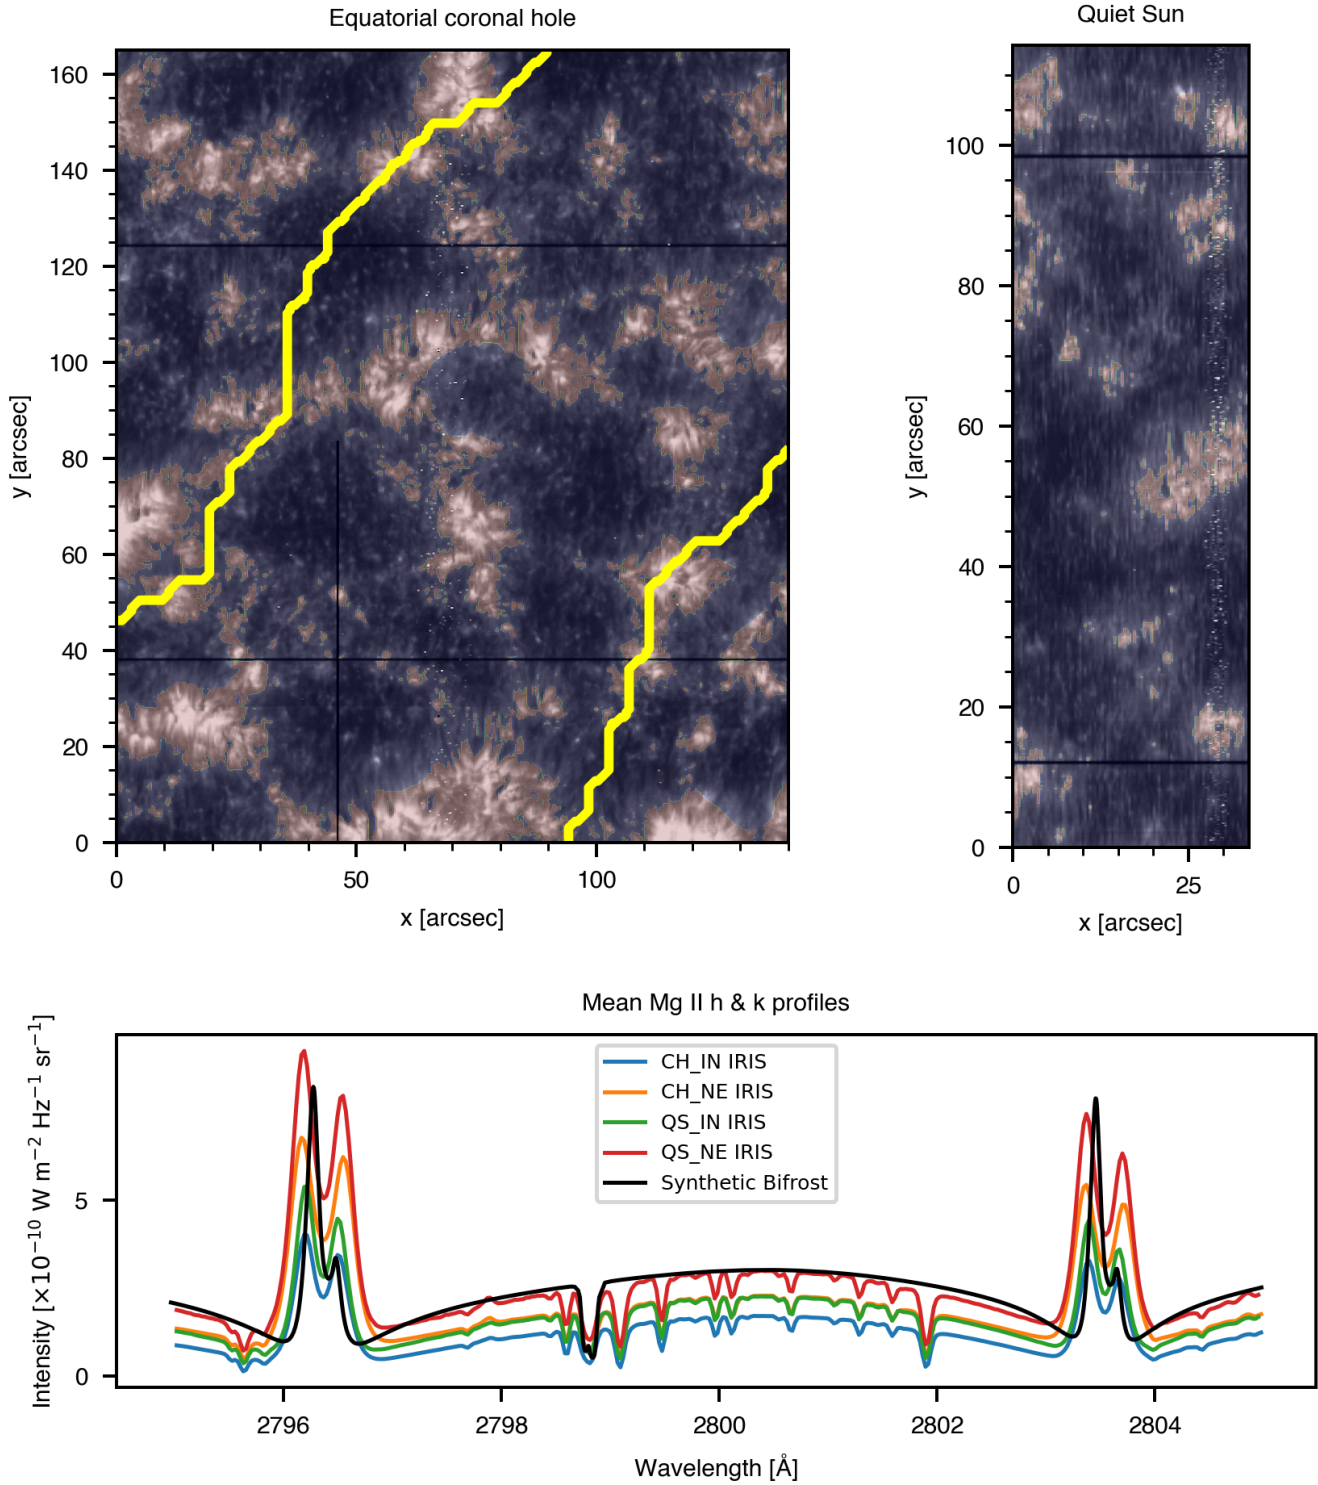 Equatorial coronal hole
Quiet Sun
160
140
120
100
80
60
40
20
0
y [arcsec]
0
50
100
x [arcsec]
100
80
60
40
20
0
y [arcsec]
0
25
x [arcsec]
Mean Mg II h & k profiles
Intensity [×10⁻¹⁰ W m⁻² Hz⁻¹ sr⁻¹]
5
0
CH_IN IRIS
CH_NE IRIS
QS_IN IRIS
QS_NE IRIS
Synthetic Bifrost
2796
2798
2800
2802
2804
Wavelength [Å]